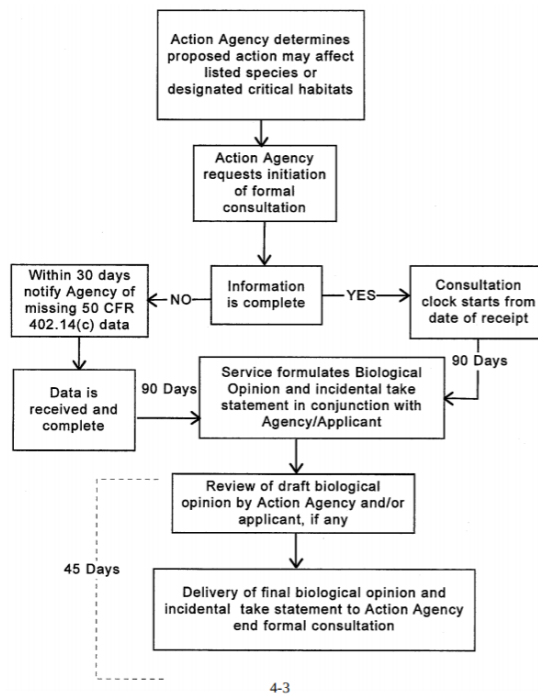 Action Agency determines
proposed action may affect
listed species or
designated critical habitats
Action Agency
requests initiation
of formal
consultation
Within 30 days
notify Agency of
missing 50 CFR
402.14(c) data
NO
Information
is complete
YES
Consultation
clock starts from
date of receipt
90 Days
Data is
received and
complete
90 Days
Service formulates Biological
Opinion and incidental take
statement in conjunction with
Agency/Applicant
Review of draft biological
opinion by Action Agency and/or
applicant, if any
45 Days
Delivery of final biological opinion and
incidental take statement to Action Agency
end formal consultation
4-3